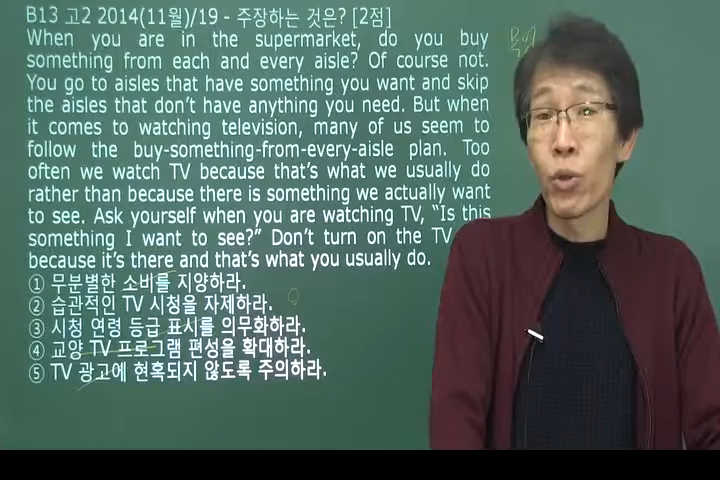 B13 고2 2014(11월)/19 - 주장하는 것은? [2점]
When you are in the supermarket, do you buy
something from each and every aisle? Of course not.
You go to aisles that have something you want and skip
the aisles that don't have anything you need. But when
it comes to watching television, many of us seem to
follow the buy-something-from-every-aisle plan. Too
often we watch TV because that's what we usually do
rather than because there is something we actually want
to see. Ask yourself when you are watching TV, “Is this
something I want to see?” Don't turn on the TV
because it's there and that's what you usually do.
① 무분별한 소비를 지양하라.
② 습관적인 TV 시청을 자제하라.
③ 시청 연령 등급 표시를 의무화하라.
④ 교양 TV 프로그램 편성을 확대하라.
⑤ TV 광고에 현혹되지 않도록 주의하라.